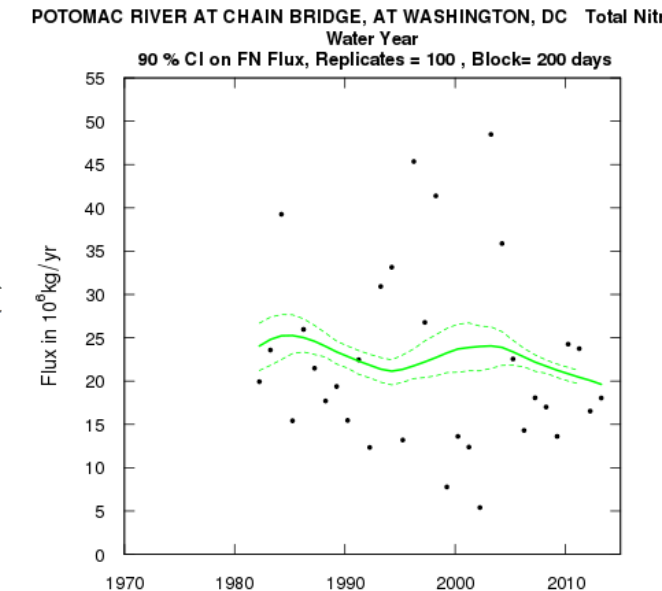 POTOMAC RIVER AT CHAIN BRIDGE, AT WASHINGTON, DC Total
Water Year
90 % CI on FN Flux, Replicates = 100 , Block= 200 days
55
50
45
40
35
30
25
20
15
10
5
0
Flux in 10⁶kg/yr
1970 1980 1990 2000 2010